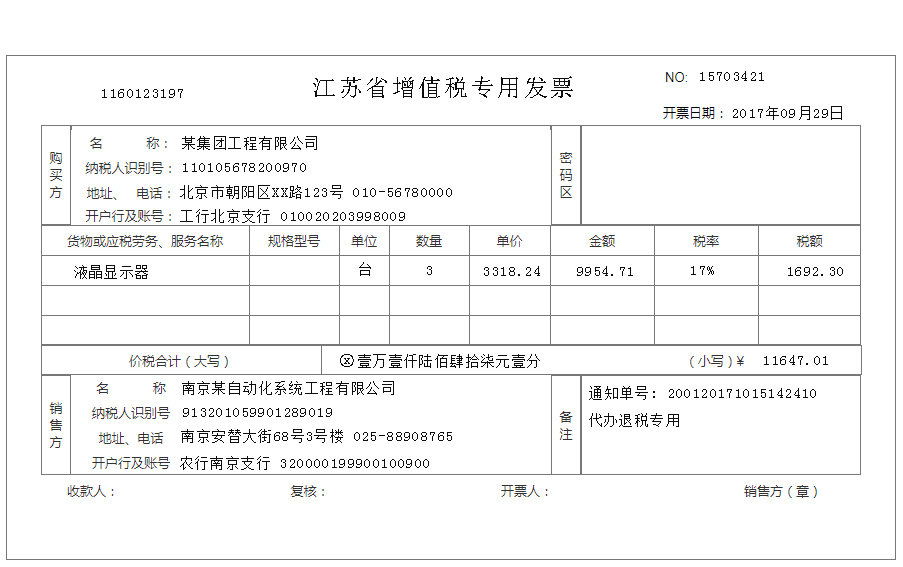 江苏省增值税专用发票
NO: 15703421
1160123197
开票日期： 2017年09月29日
购买方
名 称： 某集团工程有限公司
纳税人识别号： 110105678200970
地址、 电话： 北京市朝阳区XX路123号 010-56780000
开户行及账号： 工行北京支行 010020203998009
密码区
货物或应税劳务、服务名称 规格型号 单位 数量 单价 金额 税率 税额
液晶显示器 台 3 3318.24 9954.71 17% 1692.30
价税合计（大写） ⓧ壹万壹仟陆佰肆拾柒元壹分 （小写）¥ 11647.01
销售方
名 称 南京某自动化系统工程有限公司
纳税人识别号 913201059901289019
地址、电话 南京安替大街68号3号楼 025-88908765
开户行及账号 农行南京支行 320000199900100900
备注
通知单号: 200120171015142410
代办退税专用
收款人： 复核： 开票人： 销售方（章）